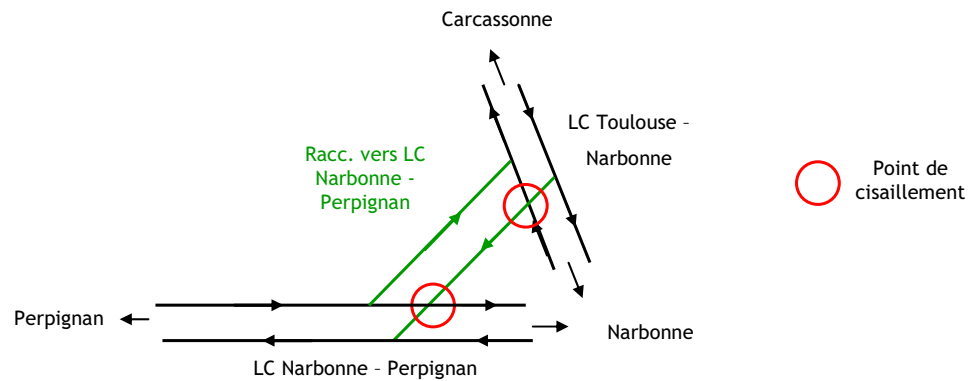 Carcassonne
LC Toulouse –
Narbonne
Racc. vers LC
Narbonne -
Perpignan
Point de
cisaillement
Perpignan
Narbonne
LC Narbonne – Perpignan